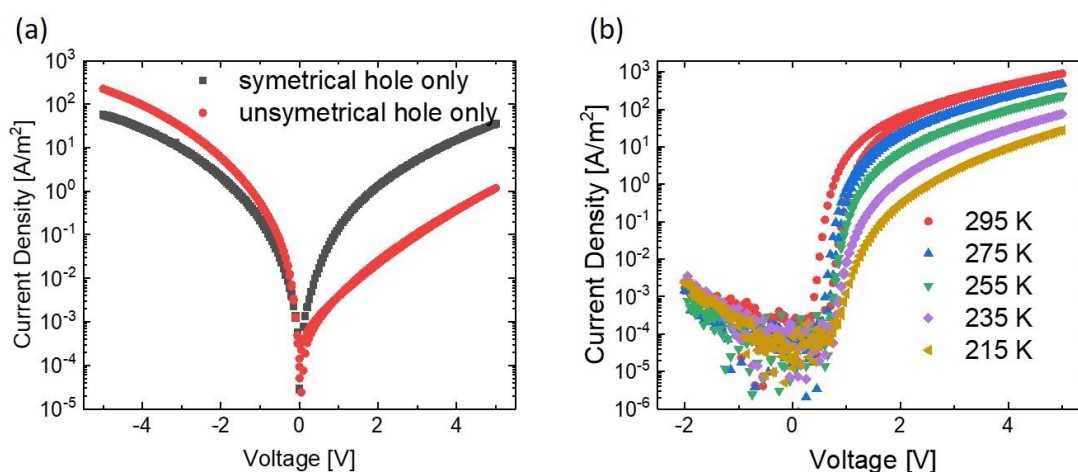 (a)
(b)
10³
10²
10¹
10⁰
10⁻¹
10⁻²
10⁻³
10⁻⁴
10⁻⁵
Current Density [A/m²]
symetrical hole only
unsymetrical hole only
-4
-2
0
2
4
Voltage [V]
10³
10²
10¹
10⁰
10⁻¹
10⁻²
10⁻³
10⁻⁴
10⁻⁵
10⁻⁶
Current Density [A/m²]
295 K
275 K
255 K
235 K
215 K
-2
0
2
4
Voltage [V]